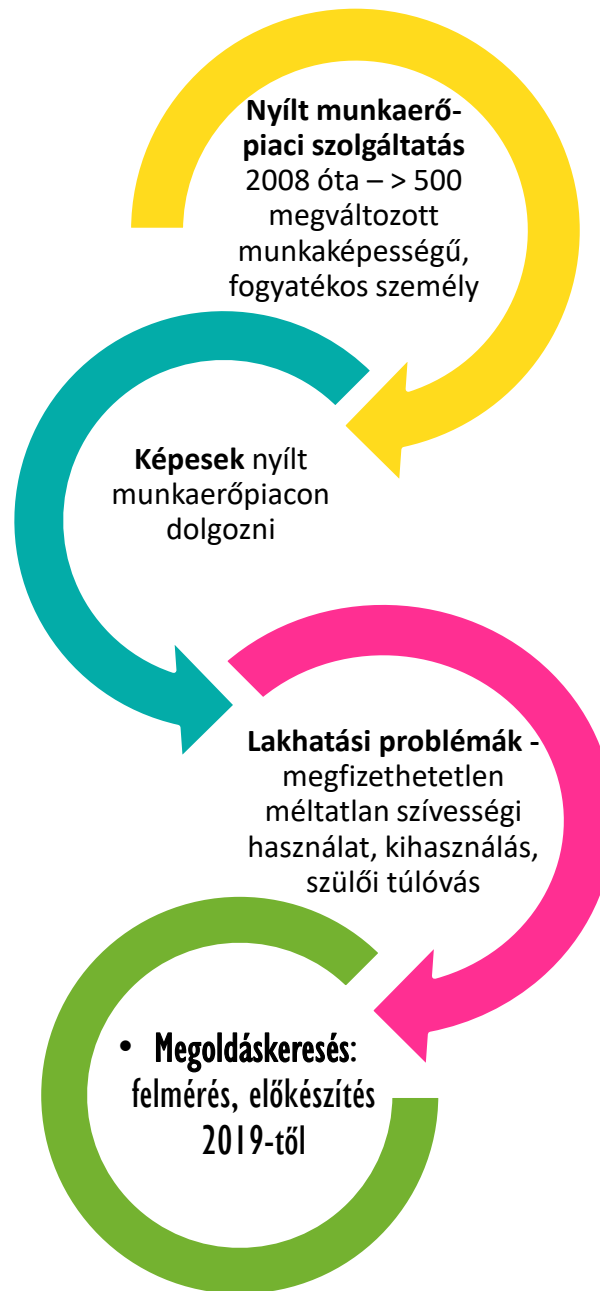 Nyílt munkaerő-
piaci szolgáltatás
2008 óta – > 500
megváltozott
munkaképességű,
fogyatékos személy
Képesek nyílt
munkaerőpiacon
dolgozni
Lakhatási problémák -
megfizethetetlen
méltatlan szívességi
használat, kihasználás,
szülői túlóvás
• Megoldáskeresés:
felmérés, előkészítés
2019-től